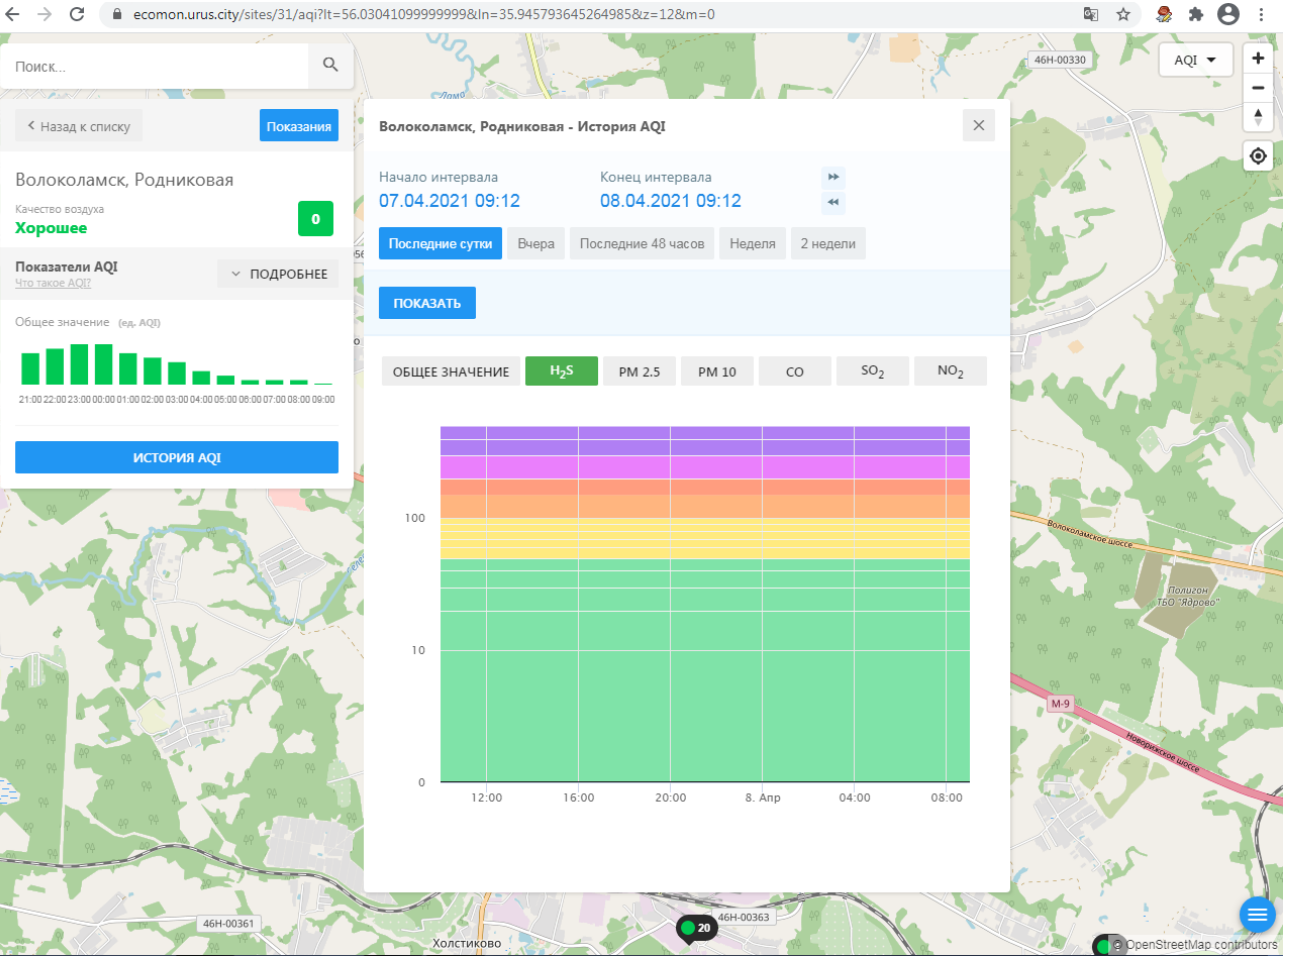 ecomon.urus.city/sites/31/aqi?lt=56.03041099999999&ln=35.945793645264985&z=12&m=0
Поиск...
46Н-00330
AQI
Назад к списку
Показания
Волоколамск, Родниковая
Качество воздуха
Хорошее
0
Показатели AQI
Что такое AQI?
ПОДРОБНЕЕ
Общее значение (ед. AQI)
21:00 22:00 23:00 00:00 01:00 02:00 03:00 04:00 05:00 06:00 07:00 08:00 09:00
ИСТОРИЯ AQI
Волоколамск, Родниковая - История AQI
Начало интервала
Конец интервала
07.04.2021 09:12
08.04.2021 09:12
Последние сутки
Вчера
Последние 48 часов
Неделя
2 недели
ПОКАЗАТЬ
ОБЩЕЕ ЗНАЧЕНИЕ
H2S
PM 2.5
PM 10
CO
SO2
NO2
100
10
0
12:00
16:00
20:00
8. Апр
04:00
08:00
Лама
Волоколамское шоссе
Полигон
ТБО "Ядрово"
М-9
Новорижское шоссе
46Н-00361
Холстиково
20
46Н-00363
© OpenStreetMap contributors